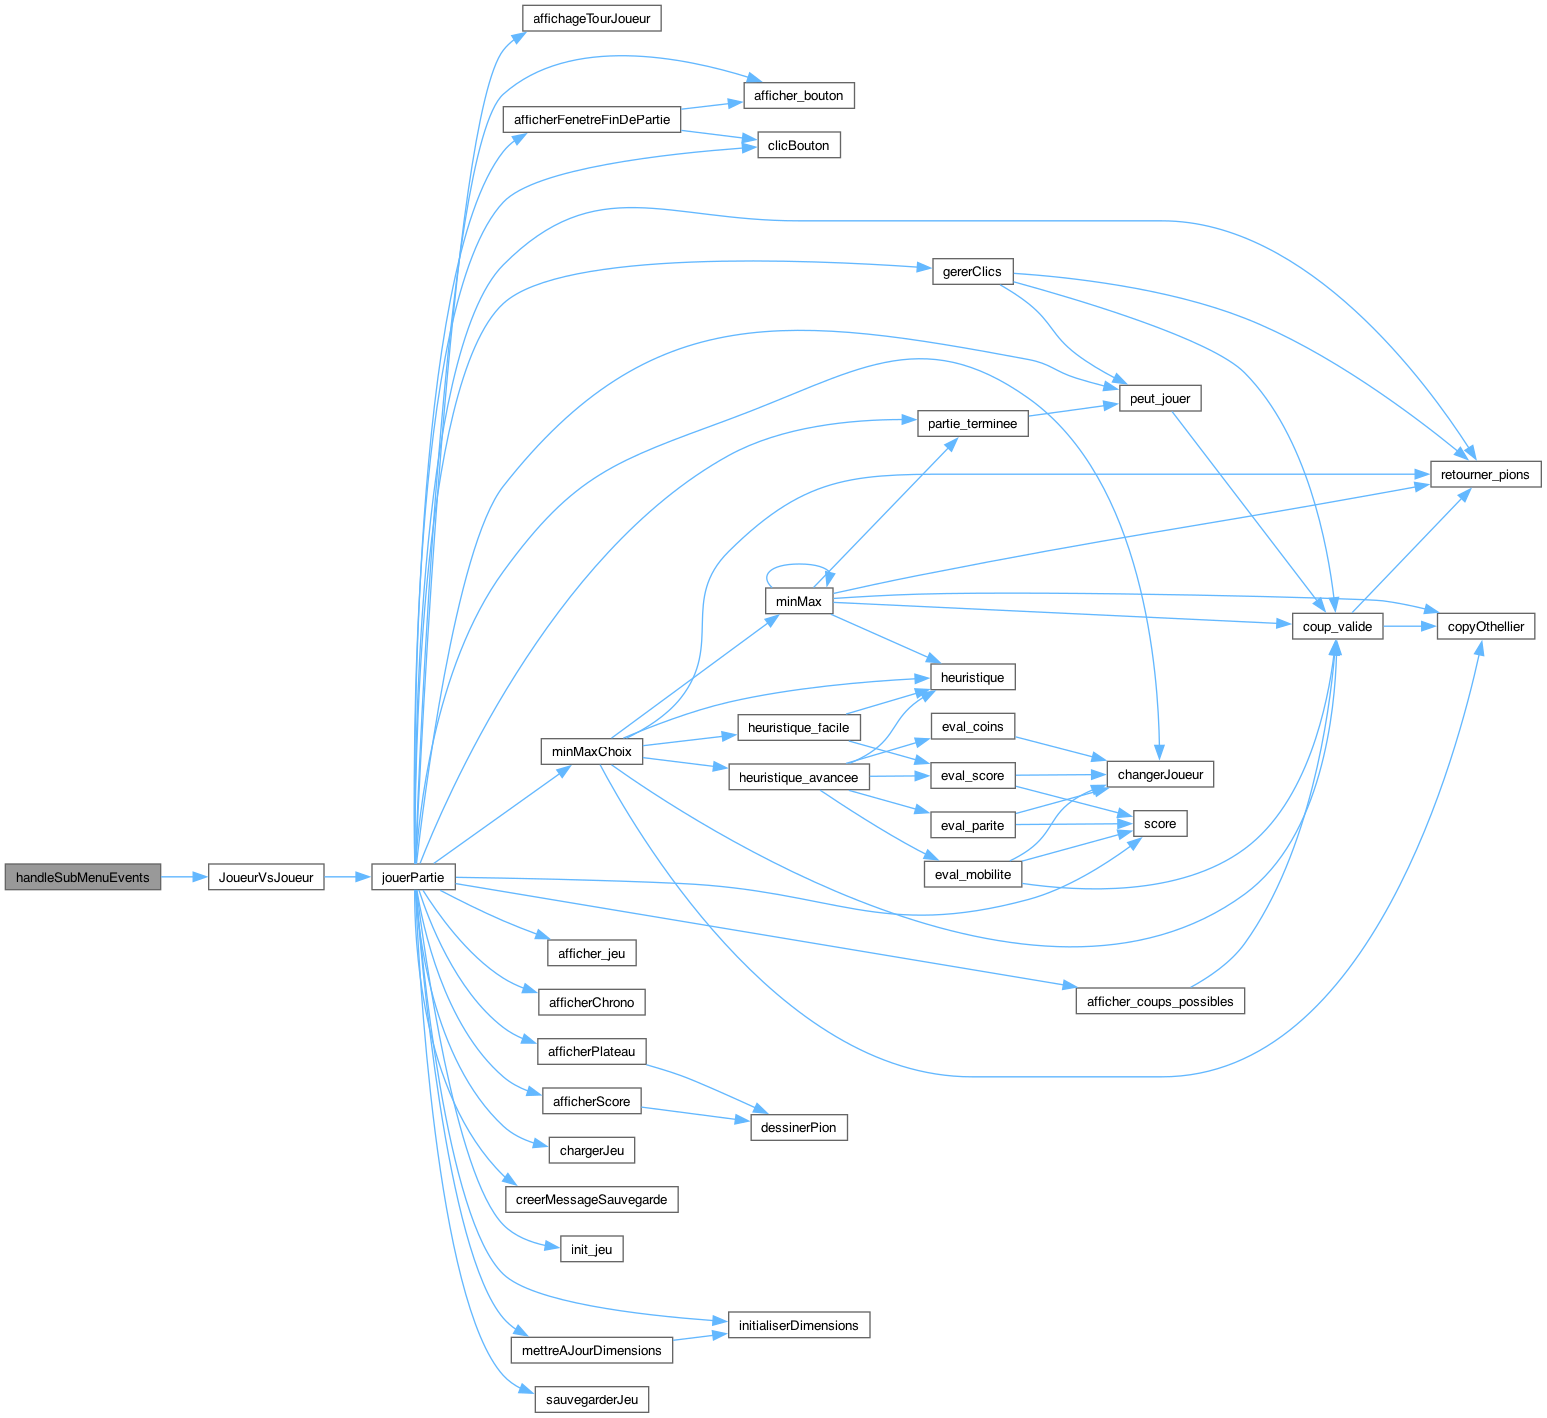 affichageTourJoueur
afficher_bouton
afficherFenetreFinDePartie
clicBouton
gererClics
peut_jouer
partie_terminee
retourner_pions
minMax
coup_valide
copyOthellier
heuristique
heuristique_facile
eval_coins
minMaxChoix
heuristique_avancee
eval_score
changerJoueur
eval_parite
score
handleSubMenuEvents
JoueurVsJoueur
jouerPartie
eval_mobilite
afficher_jeu
afficherChrono
afficher_coups_possibles
afficherPlateau
afficherScore
dessinerPion
chargerJeu
creerMessageSauvegarde
init_jeu
initialiserDimensions
mettreAJourDimensions
sauvegarderJeu